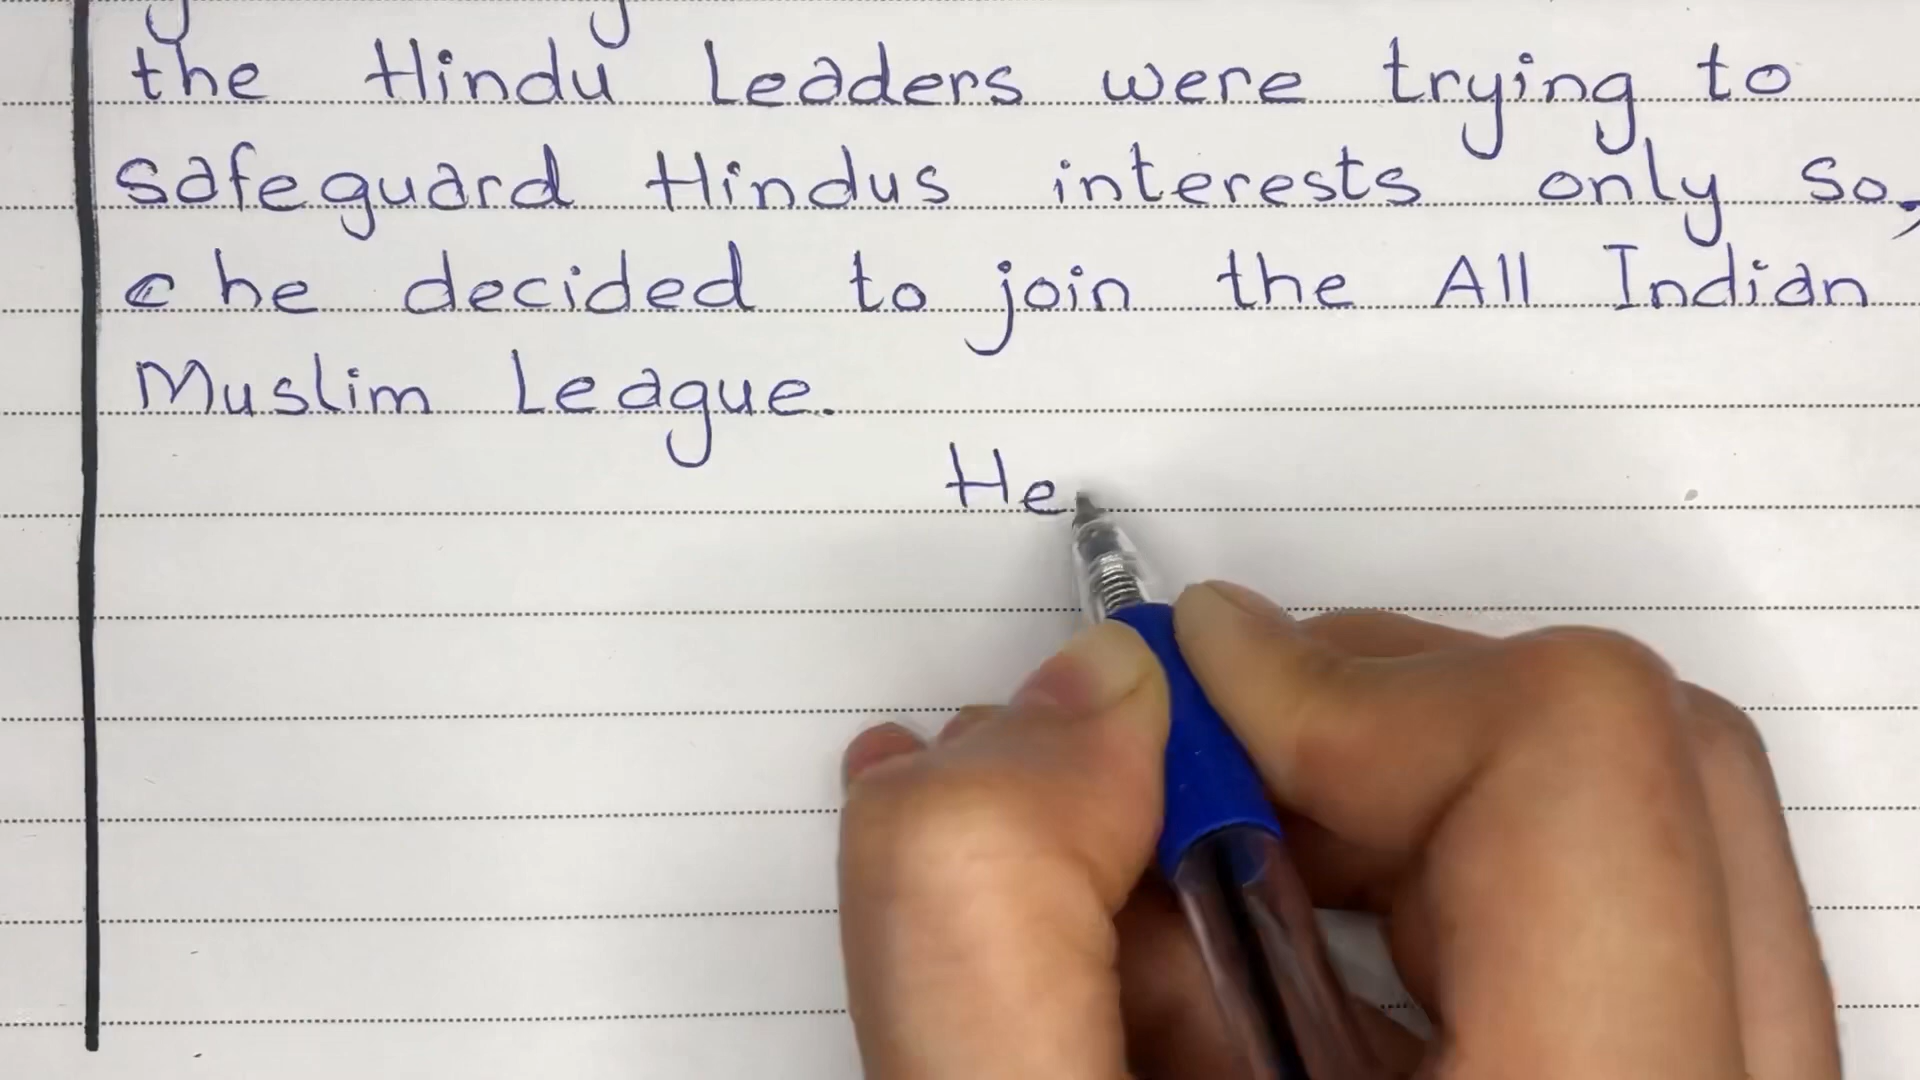 the Hindu Leaders were trying to
safeguard Hindus interests only so,
he decided to join the All Indian
Muslim League.
He